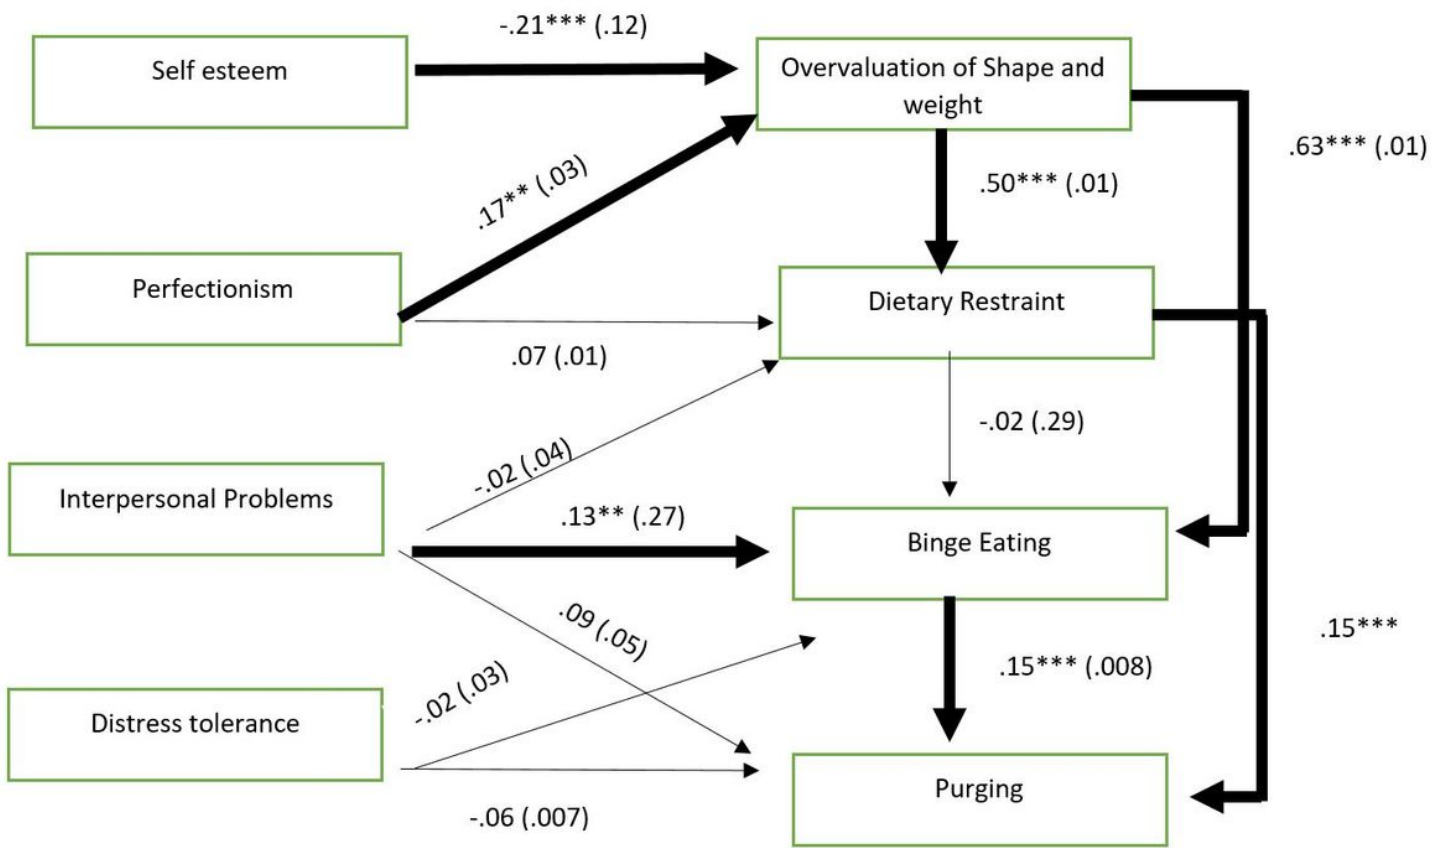 -.21*** (.12)
Self esteem
Overvaluation of Shape and
weight
.63*** (.01)
.17** (.03)
.50*** (.01)
Perfectionism
Dietary Restraint
.07 (.01)
-.02 (.29)
-.02 (.04)
Interpersonal Problems
.13** (.27)
Binge Eating
.09 (.05)
.15***
.15*** (.008)
-.02 (.03)
Distress tolerance
Purging
-.06 (.007)